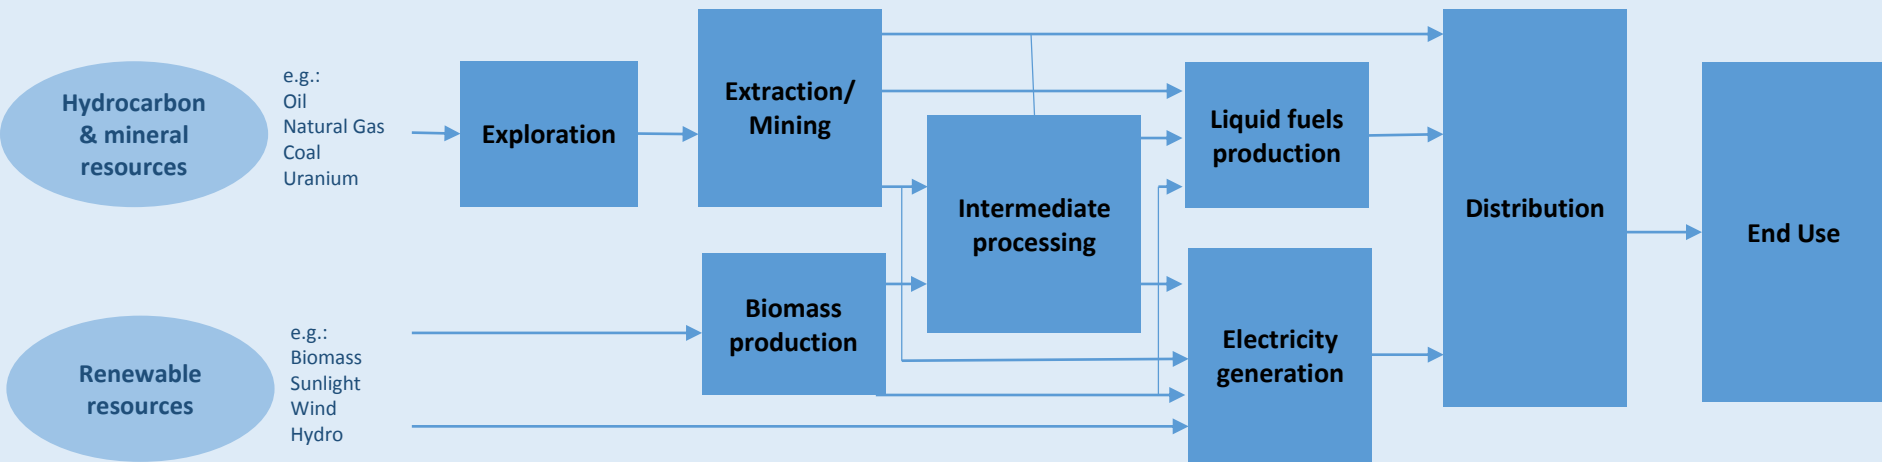 Hydrocarbon
& mineral
resources
e.g.:
Oil
Natural Gas
Coal
Uranium
Exploration
Extraction/
Mining
Intermediate
processing
Liquid fuels
production
Distribution
End Use
Renewable
resources
e.g.:
Biomass
Sunlight
Wind
Hydro
Biomass
production
Electricity
generation